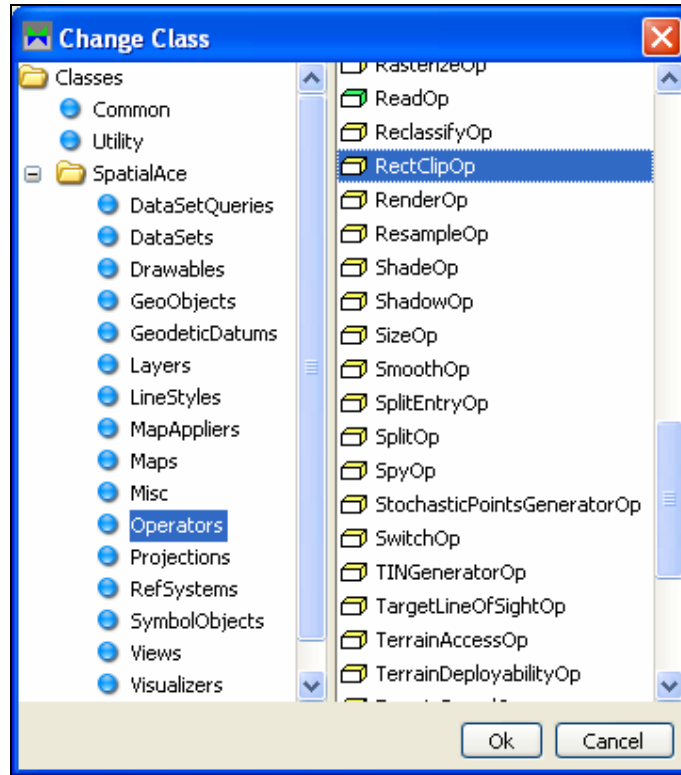 Change Class
Classes
Common
Utility
SpatialAce
DataSetQueries
DataSets
Drawables
GeoObjects
GeodeticDatums
Layers
LineStyles
MapAppliers
Maps
Misc
Operators
Projections
RefSystems
SymbolObjects
Views
Visualizers
RasterizeOp
ReadOp
ReclassifyOp
RectClipOp
RenderOp
ResampleOp
ShadeOp
ShadowOp
SizeOp
SmoothOp
SplitEntryOp
SplitOp
SpyOp
StochasticPointsGeneratorOp
SwitchOp
TINGeneratorOp
TargetLineOfSightOp
TerrainAccessOp
TerrainDeployabilityOp
Ok
Cancel